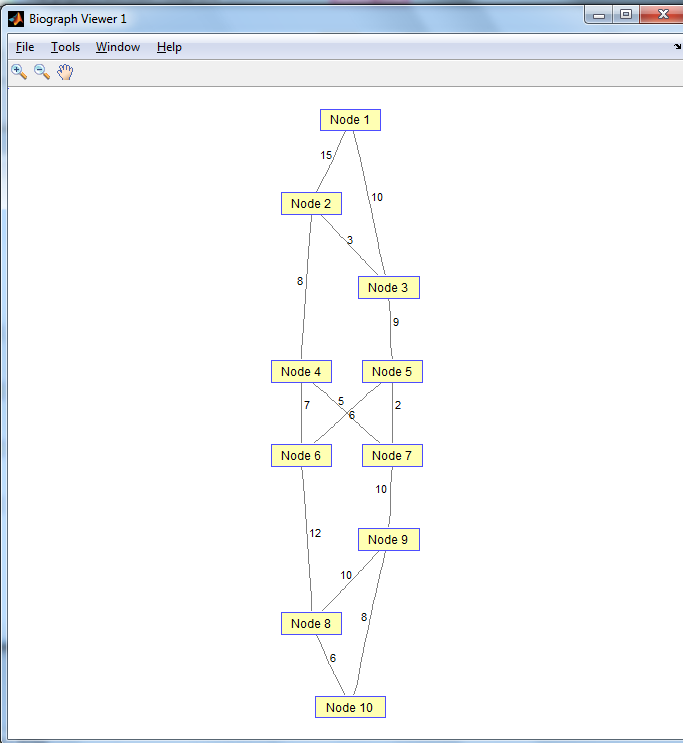 Biograph Viewer 1
File Tools Window Help
Node 1
15
10
Node 2
3
8
Node 3
9
Node 4 Node 5
5
7 2
6
Node 6 Node 7
10
12
Node 9
10
8
Node 8
6
Node 10